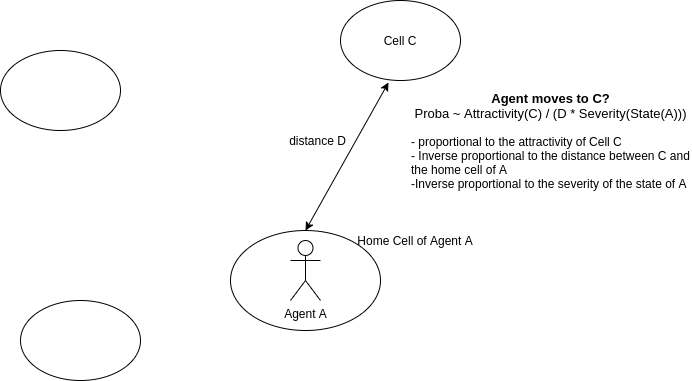 Cell C
Agent moves to C?
Proba ~ Attractivity(C) / (D * Severity(State(A)))
distance D
- proportional to the attractivity of Cell C
- Inverse proportional to the distance between C and
the home cell of A
-Inverse proportional to the severity of the state of A
Home Cell of Agent A
Agent A